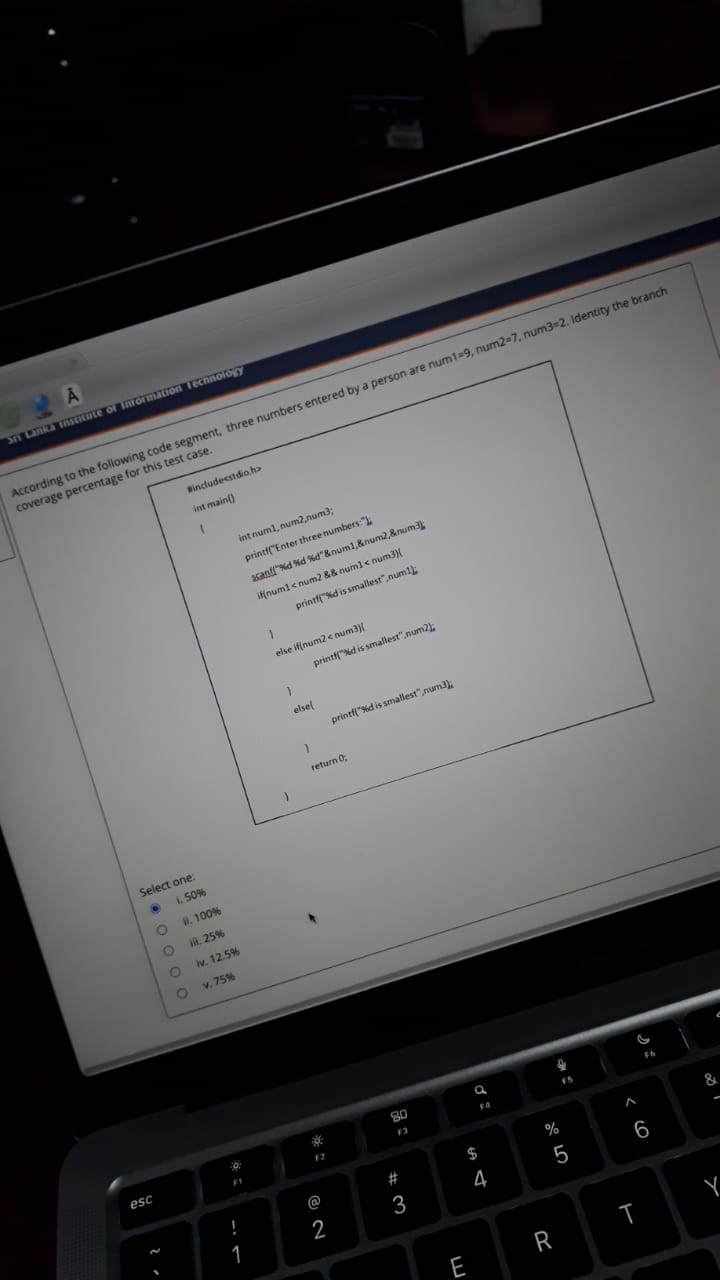 Ā
Sri Lanka Institute of Information Technology
According to the following code segment, three numbers entered by a person are num1=9, num2=7, num3=2. Identity the branch
coverage percentage for this test case.
#include<stdio.h>
int main()
{
int num1, num2,num3;
printf("Enter three numbers:");
scanf("%d %d %d"&num1,&num2,&num3);
if(num1 < num2 && num1 < num3){
printf("%d is smallest",num1);
}
else if(num2 < num3){
printf("%d is smallest",num2);
}
else{
printf("%d is smallest",num3);
}
return 0;
}
Select one:
i. 50%
ii. 100%
iii. 25%
iv. 12.5%
v. 75%
esc
F1
F2
F3
F4
F5
F6
~ `
! 1
@ 2
# 3
$ 4
% 5
^ 6
&
E
R
T
Y